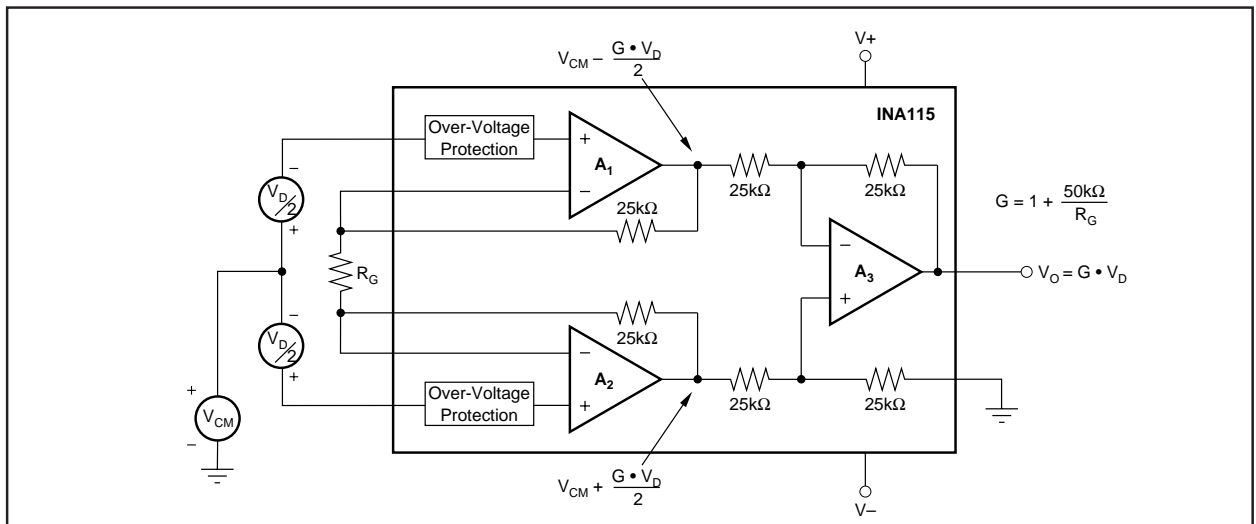 V+
V_CM – G • V_D / 2
INA115
Over-Voltage
Protection
+
A_1
–
–
V_D/2
+
25kΩ
25kΩ
25kΩ
G = 1 + 50kΩ / R_G
R_G
–
A_3
+
V_O = G • V_D
–
V_D/2
+
25kΩ
–
A_2
+
25kΩ
25kΩ
Over-Voltage
Protection
+
V_CM
–
V_CM + G • V_D / 2
V–